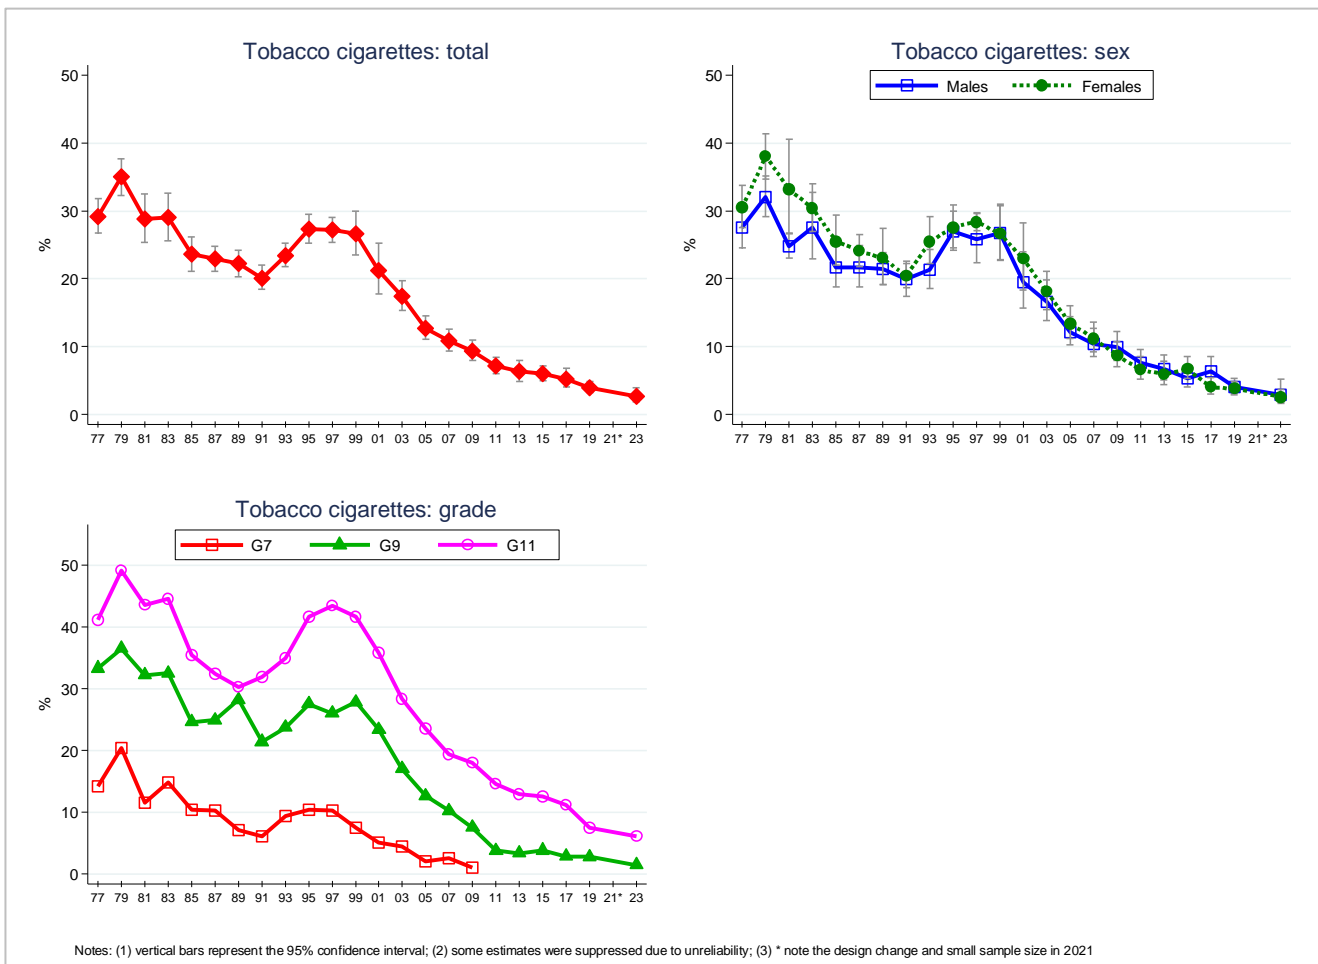 Tobacco cigarettes: total
50
40
30
20
10
0
%
77 79 81 83 85 87 89 91 93 95 97 99 01 03 05 07 09 11 13 15 17 19 21* 23
Tobacco cigarettes: sex
Males Females
50
40
30
20
10
0
%
77 79 81 83 85 87 89 91 93 95 97 99 01 03 05 07 09 11 13 15 17 19 21* 23
Tobacco cigarettes: grade
G7 G9 G11
50
40
30
20
10
0
%
77 79 81 83 85 87 89 91 93 95 97 99 01 03 05 07 09 11 13 15 17 19 21* 23
Notes: (1) vertical bars represent the 95% confidence interval; (2) some estimates were suppressed due to unreliability; (3) * note the design change and small sample size in 2021